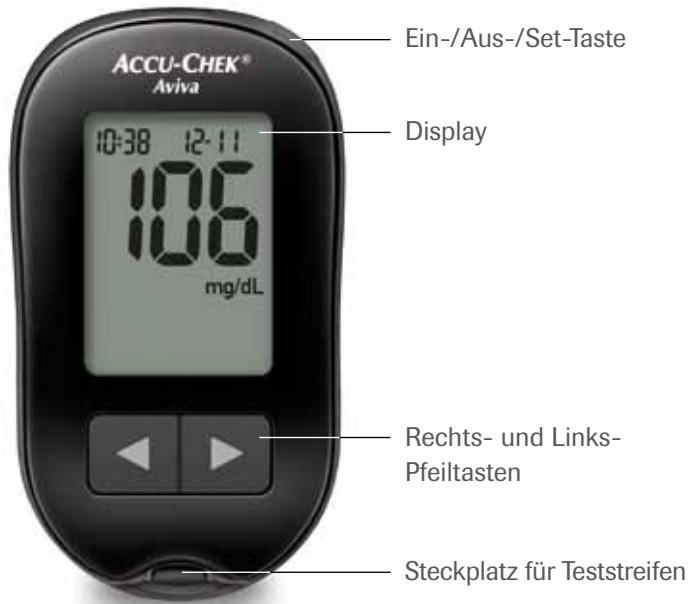 Ein-/Aus-/Set-Taste
ACCU-CHEK®
Aviva
Display
10:38 12-11
106
mg/dL
Rechts- und Links-
Pfeiltasten
Steckplatz für Teststreifen